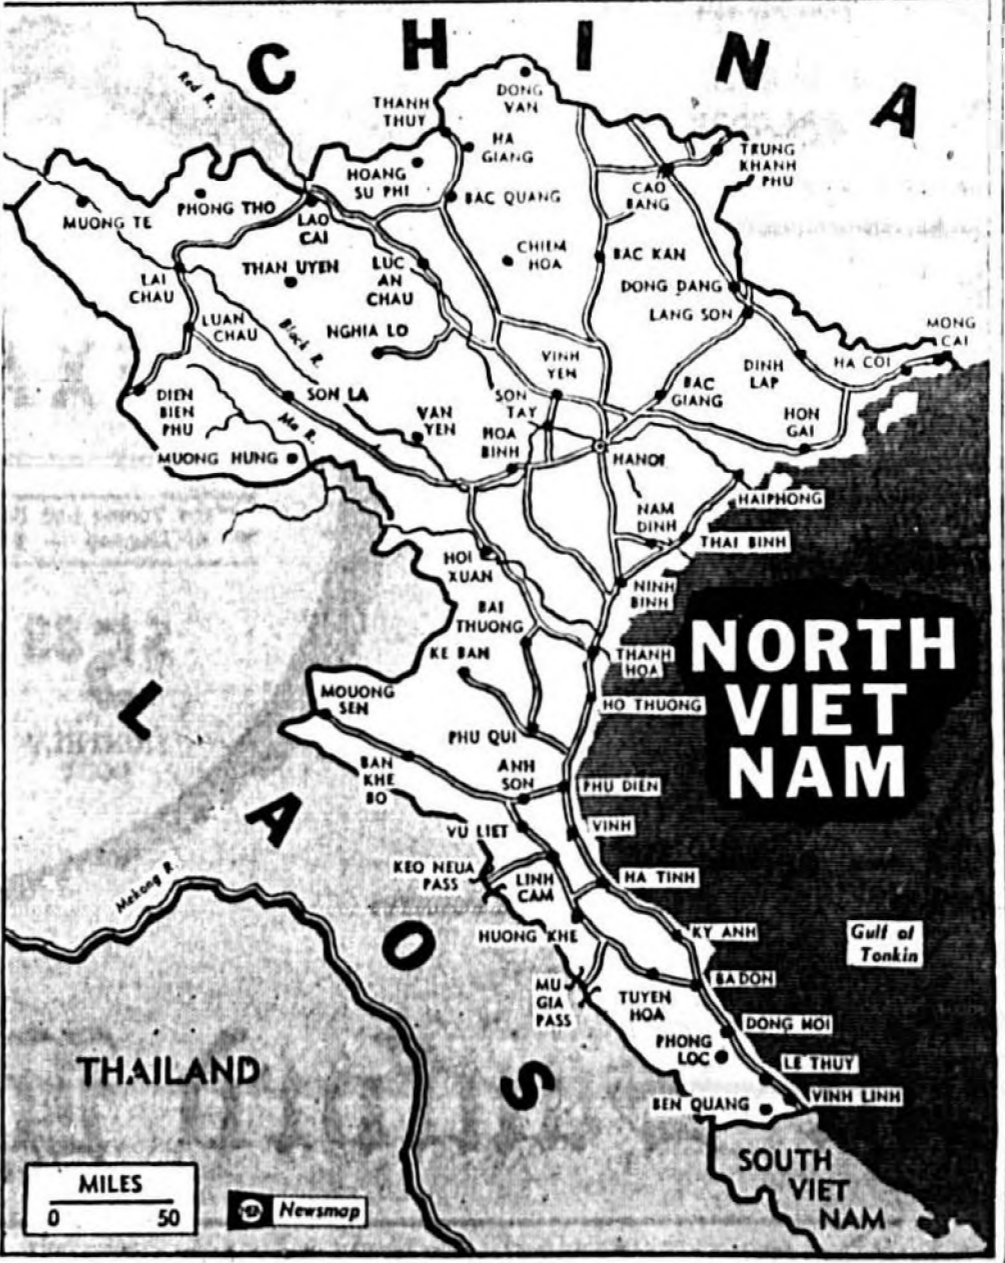 CHINA
Red R.
THANH
THUY
DONG
VAN
HA
GIANG
HOANG
SU PHI
BAC QUANG
TRUNG
KHANH
PHU
CAO
BANG
MUONG TE
PHONG THO
LAO
CAI
CHIEM
HOA
BAC KAN
LAI
CHAU
THAN UYEN
LUC
AN
CHAU
DONG DANG
LANG SON
LUAN
CHAU
Black R.
NGHIA LO
VINH
YEN
MONG
CAI
HA COI
DINH
LAP
DIEN
BIEN
PHU
SON LA
Ma R.
VAN
YEN
SON
TAY
BAC
GIANG
HON
GAI
HOA
BINH
HANOI
MUONG HUNG
HAIPHONG
NAM
DINH
THAI BINH
HOI
XUAN
NINH
BINH
BAI
THUONG
KE BAN
THANH
HOA
NORTH
VIET
NAM
MOUONG
SEN
HO THUONG
PHU QUI
BAN
KHE
BO
ANH
SON
PHU DIEN
VU LIET
VINH
KEO NEUA
PASS
LINH
CAM
HA TINH
LAOS
Mekong R.
HUONG KHE
KY ANH
Gulf of
Tonkin
MU
GIA
PASS
TUYEN
HOA
BA DON
DONG HOI
PHONG
LOC
LE THUY
THAILAND
BEN QUANG
VINH LINH
SOUTH
VIET
NAM
MILES
0 50
NEA
Newsmap